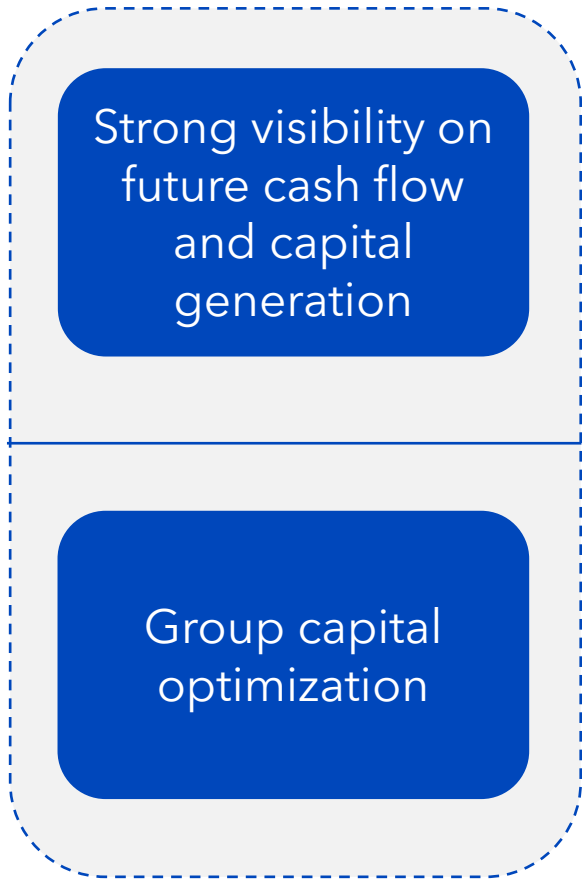 Strong visibility on
future cash flow
and capital
generation
Group capital
optimization